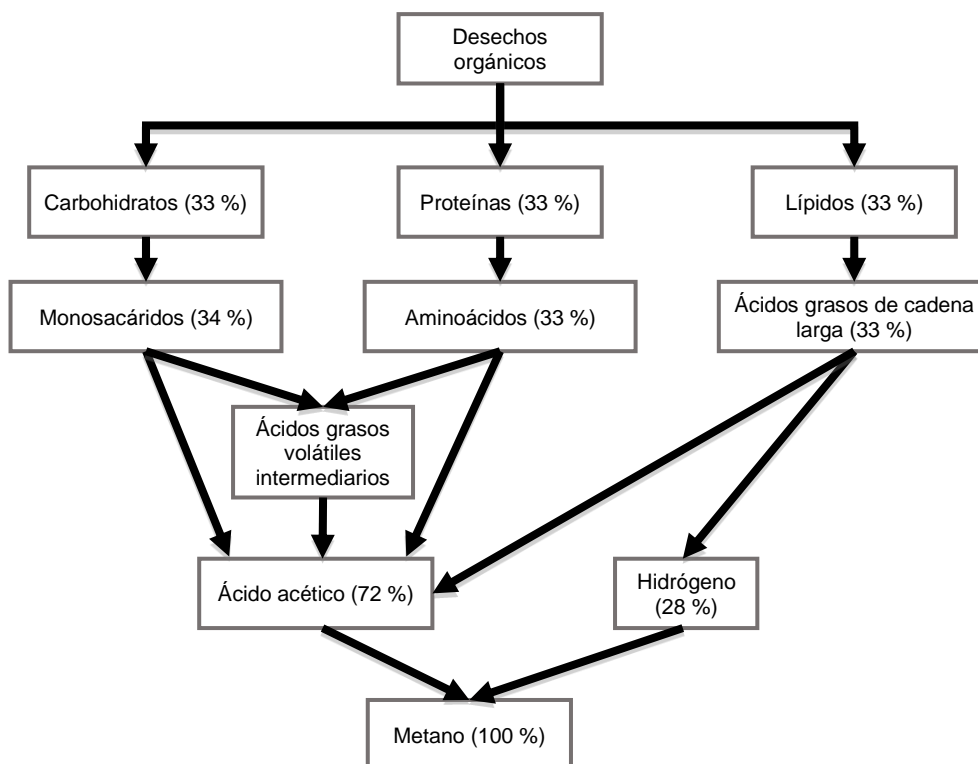 Desechos
orgánicos
Carbohidratos (33 %)
Proteínas (33 %)
Lípidos (33 %)
Monosacáridos (34 %)
Aminoácidos (33 %)
Ácidos grasos de cadena
larga (33 %)
Ácidos grasos
volátiles
intermediarios
Ácido acético (72 %)
Hidrógeno
(28 %)
Metano (100 %)